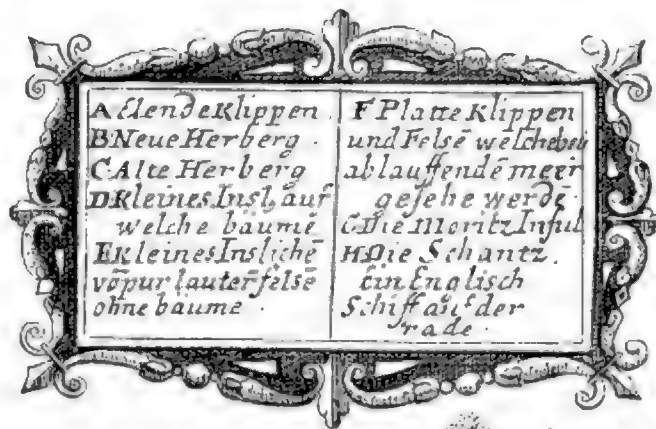 A Elende Klippen.
B Neue Herberg.
C Alte Herberg
D Kleines Insl, auf
welche bäume
E Kleines Inslichē
vō pur lauter felsē
ohne bäume.
F Platte Klippen
und Felsē welche bei
ablauffendē meer
gesehe werdē
C Die Moritz Insul
H Die Schantz.
Ein Englisch
Schiff auf der
rade.